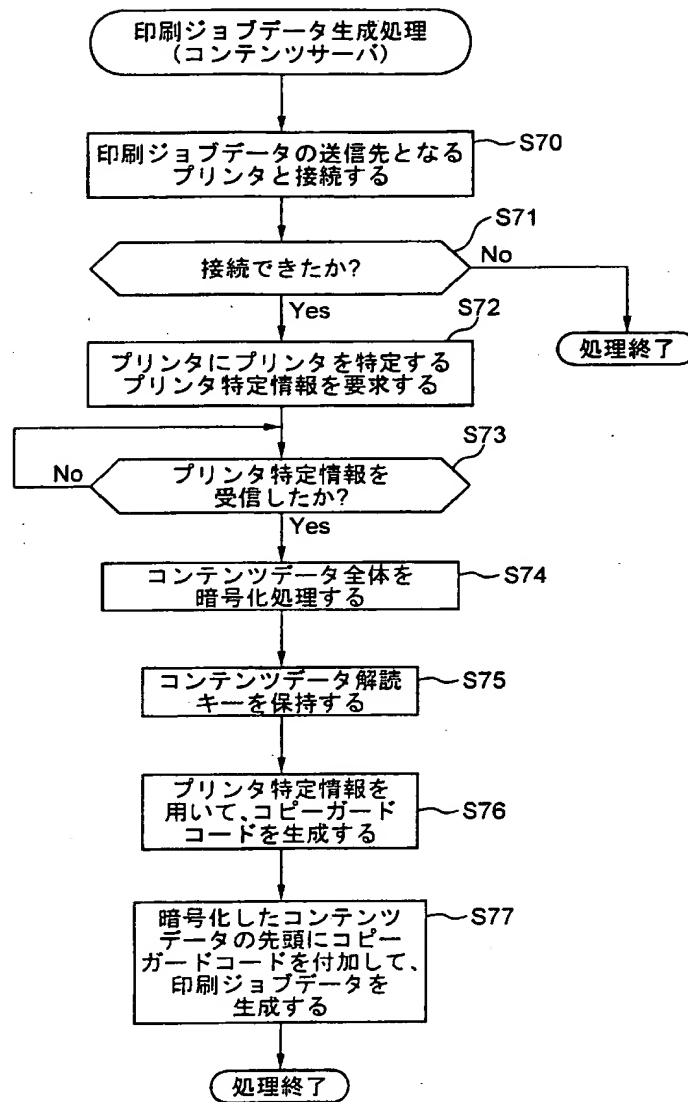 印刷ジョブデータ生成処理
(コンテンツサーバ)
印刷ジョブデータの送信先となる
プリンタと接続する
S70
S71
接続できたか?
No
Yes
処理終了
S72
プリンタにプリンタを特定する
プリンタ特定情報を要求する
S73
プリンタ特定情報を
受信したか?
No
Yes
コンテンツデータ全体を
暗号化処理する
S74
コンテンツデータ解読
キーを保持する
S75
プリンタ特定情報を
用いて、コピーガード
コードを生成する
S76
暗号化したコンテンツ
データの先頭にコピー
ガードコードを付加して、
印刷ジョブデータを
生成する
S77
処理終了